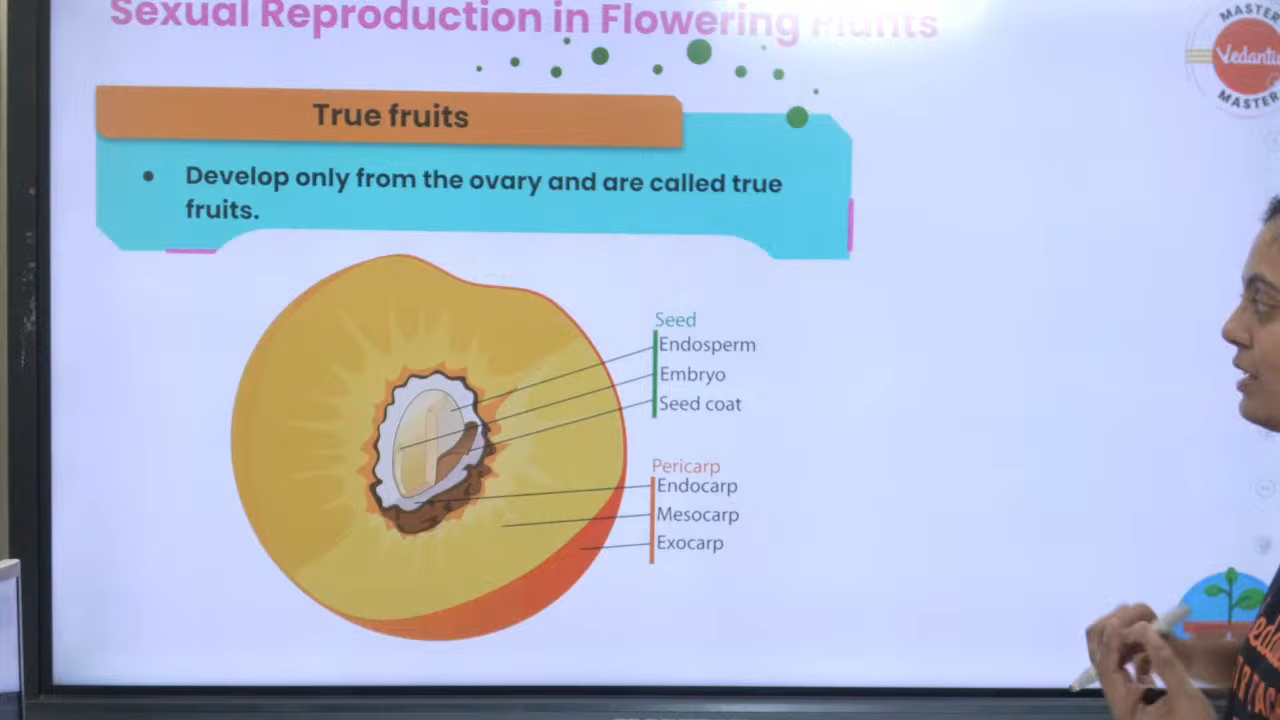 Sexual Reproduction in Flowering Plants
MASTER
Vedantu
MASTER
True fruits
• Develop only from the ovary and are called true
fruits.
Seed
Endosperm
Embryo
Seed coat
Pericarp
Endocarp
Mesocarp
Exocarp